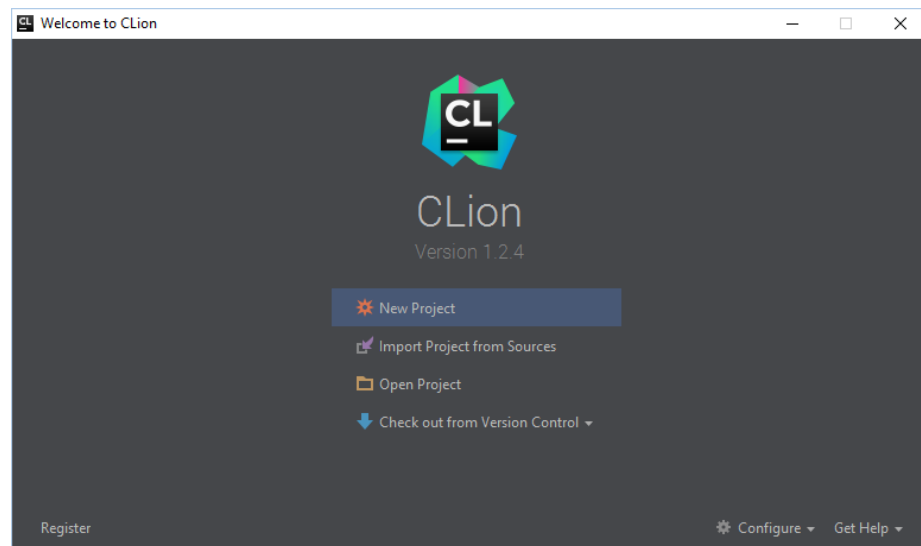 CL Welcome to CLion
CL
CLion
Version 1.2.4
New Project
Import Project from Sources
Open Project
Check out from Version Control
Register
Configure
Get Help